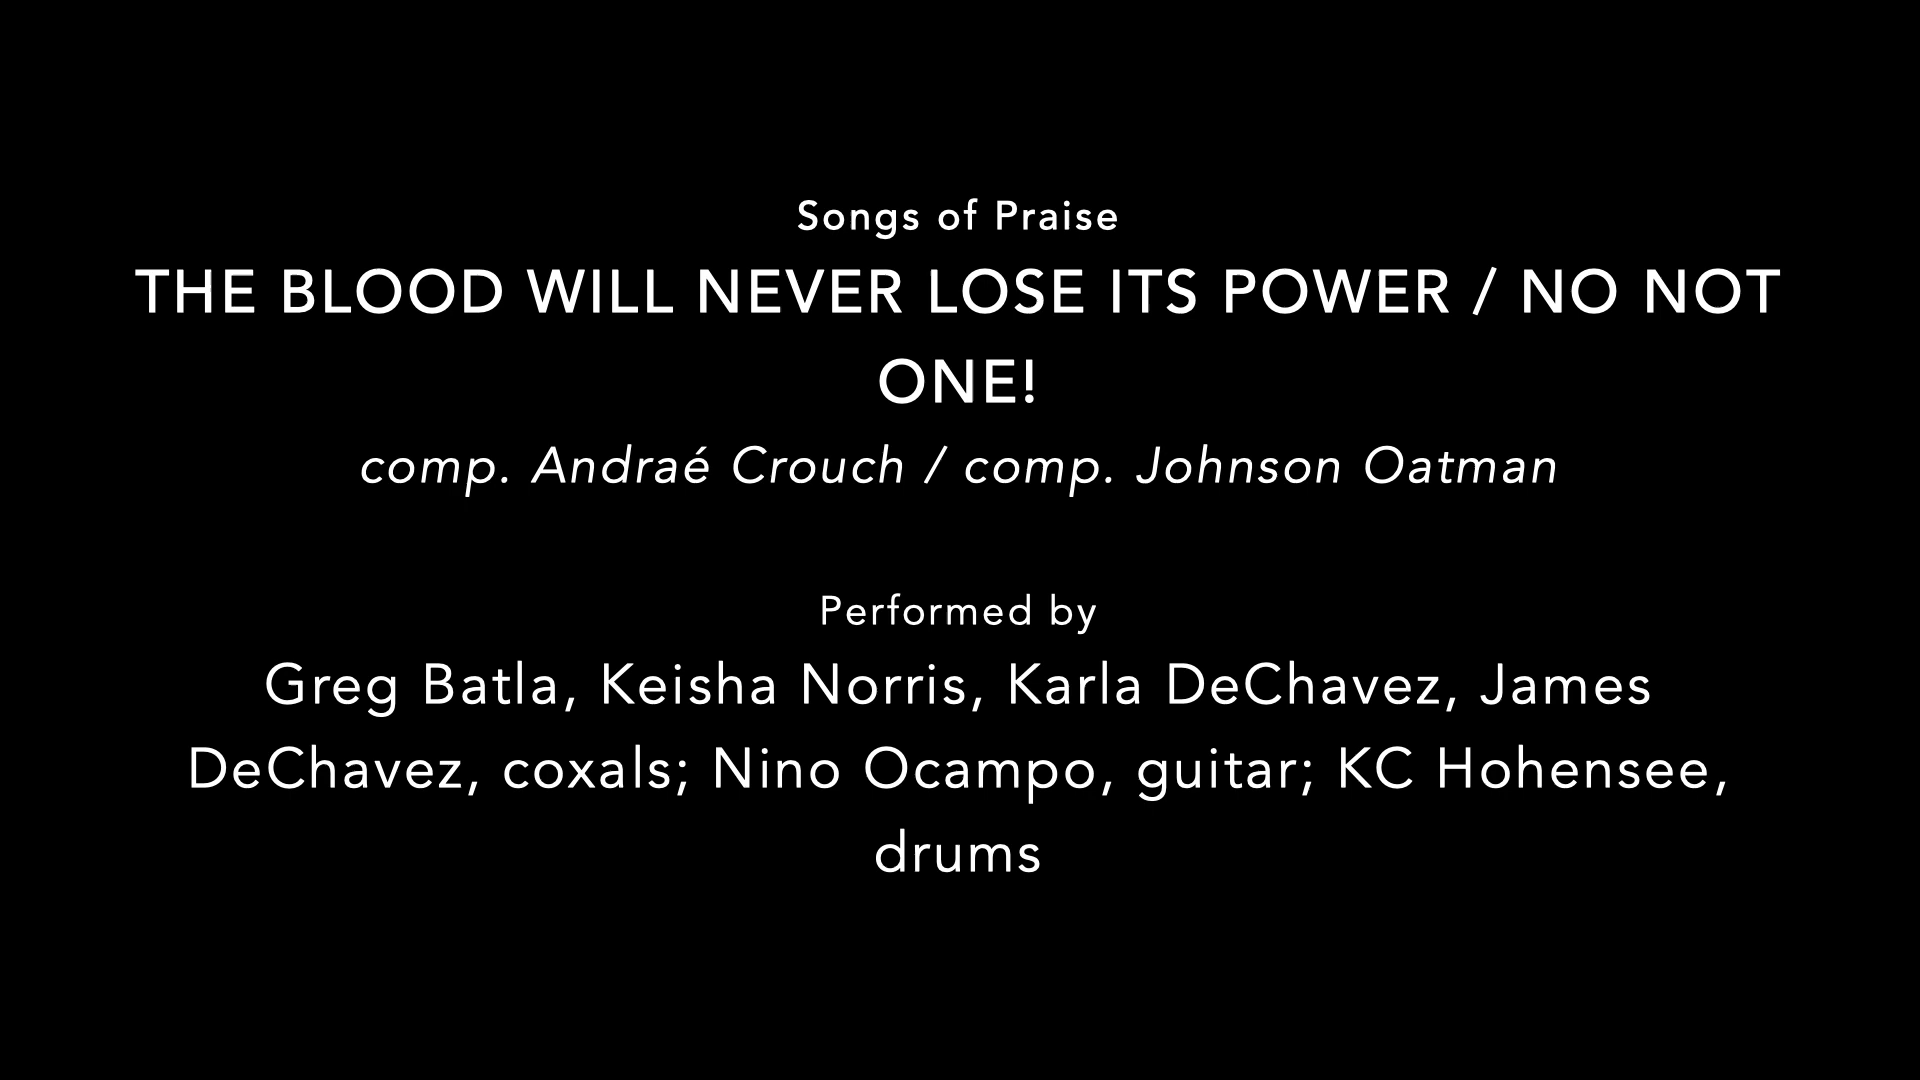 Songs of Praise
THE BLOOD WILL NEVER LOSE ITS POWER / NO NOT
ONE!
comp. Andraé Crouch / comp. Johnson Oatman
Performed by
Greg Batla, Keisha Norris, Karla DeChavez, James
DeChavez, coxals; Nino Ocampo, guitar; KC Hohensee,
drums